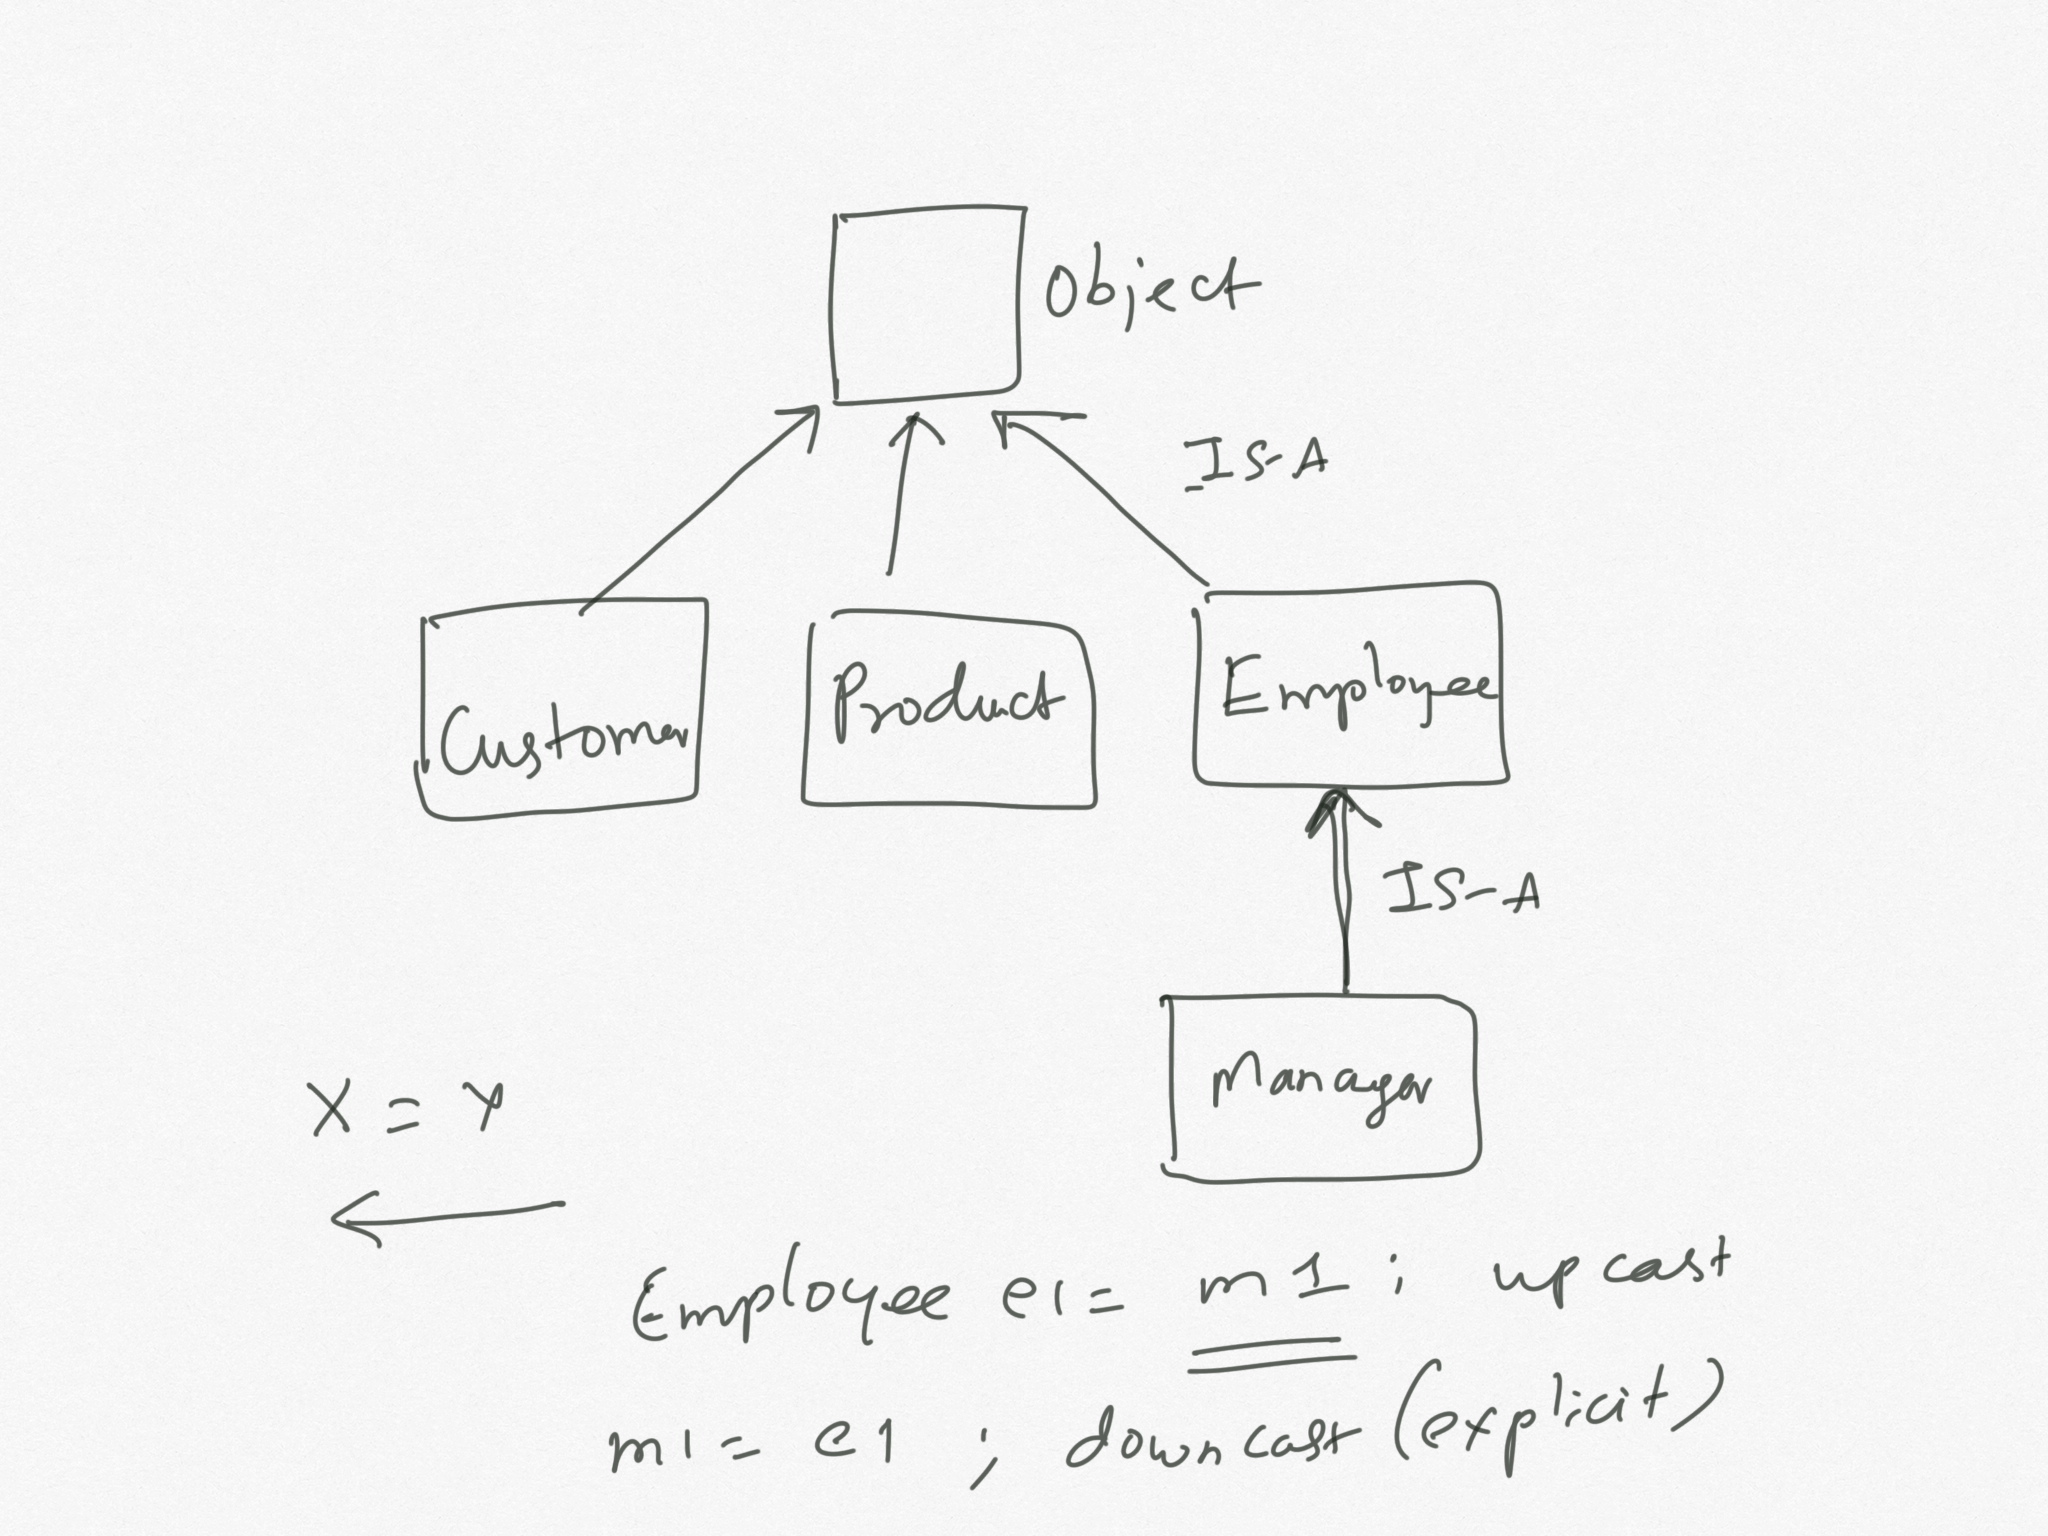 Object
IS-A
Customer
Product
Employee
IS-A
Manager
X = Y
Employee e1 = m1 ; upcast
m1 = e1 ; downcast (explicit)